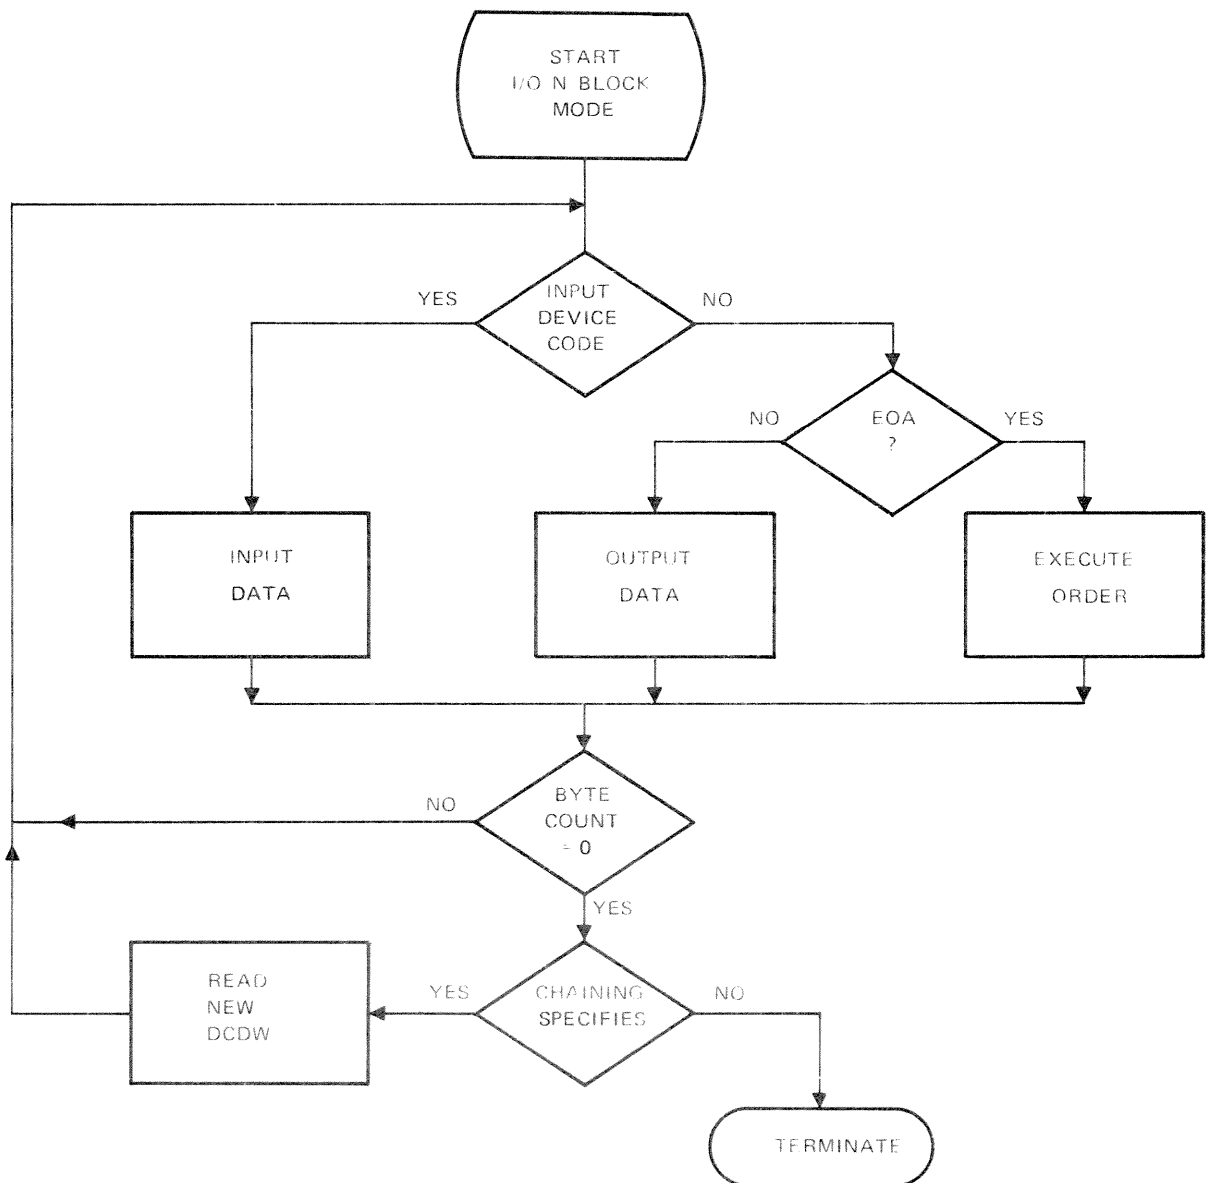 START
I/O N BLOCK
MODE
YES
INPUT
DEVICE
CODE
NO
NO
EOA
?
YES
INPUT
DATA
OUTPUT
DATA
EXECUTE
ORDER
NO
BYTE
COUNT
= 0
YES
READ
NEW
DCDW
YES
CHAINING
SPECIFIES
NO
TERMINATE